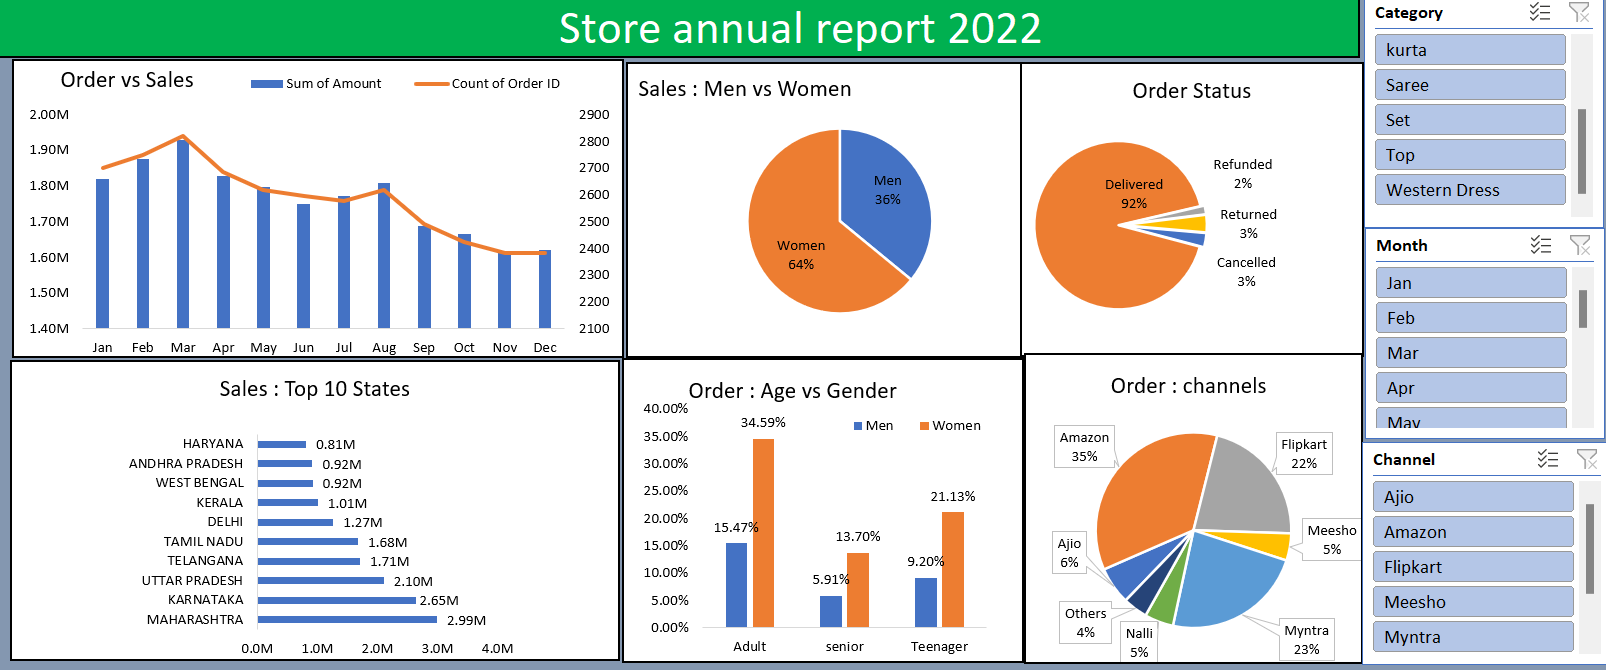 Store annual report 2022
Order vs Sales
Sum of Amount
Count of Order ID
2.00M
1.90M
1.80M
1.70M
1.60M
1.50M
1.40M
2900
2800
2700
2600
2500
2400
2300
2200
2100
Jan Feb Mar Apr May Jun Jul Aug Sep Oct Nov Dec
Sales : Men vs Women
Men
36%
Women
64%
Order Status
Delivered
92%
Refunded
2%
Returned
3%
Cancelled
3%
Sales : Top 10 States
HARYANA 0.81M
ANDHRA PRADESH 0.92M
WEST BENGAL 0.92M
KERALA 1.01M
DELHI 1.27M
TAMIL NADU 1.68M
TELANGANA 1.71M
UTTAR PRADESH 2.10M
KARNATAKA 2.65M
MAHARASHTRA 2.99M
0.0M 1.0M 2.0M 3.0M 4.0M
Order : Age vs Gender
Men Women
40.00%
35.00%
30.00%
25.00%
20.00%
15.00%
10.00%
5.00%
0.00%
15.47% 34.59%
5.91% 13.70%
9.20% 21.13%
Adult senior Teenager
Order : channels
Amazon
35%
Flipkart
22%
Meesho
5%
Myntra
23%
Nalli
5%
Others
4%
Ajio
6%
Category
kurta
Saree
Set
Top
Western Dress
Month
Jan
Feb
Mar
Apr
May
Channel
Ajio
Amazon
Flipkart
Meesho
Myntra